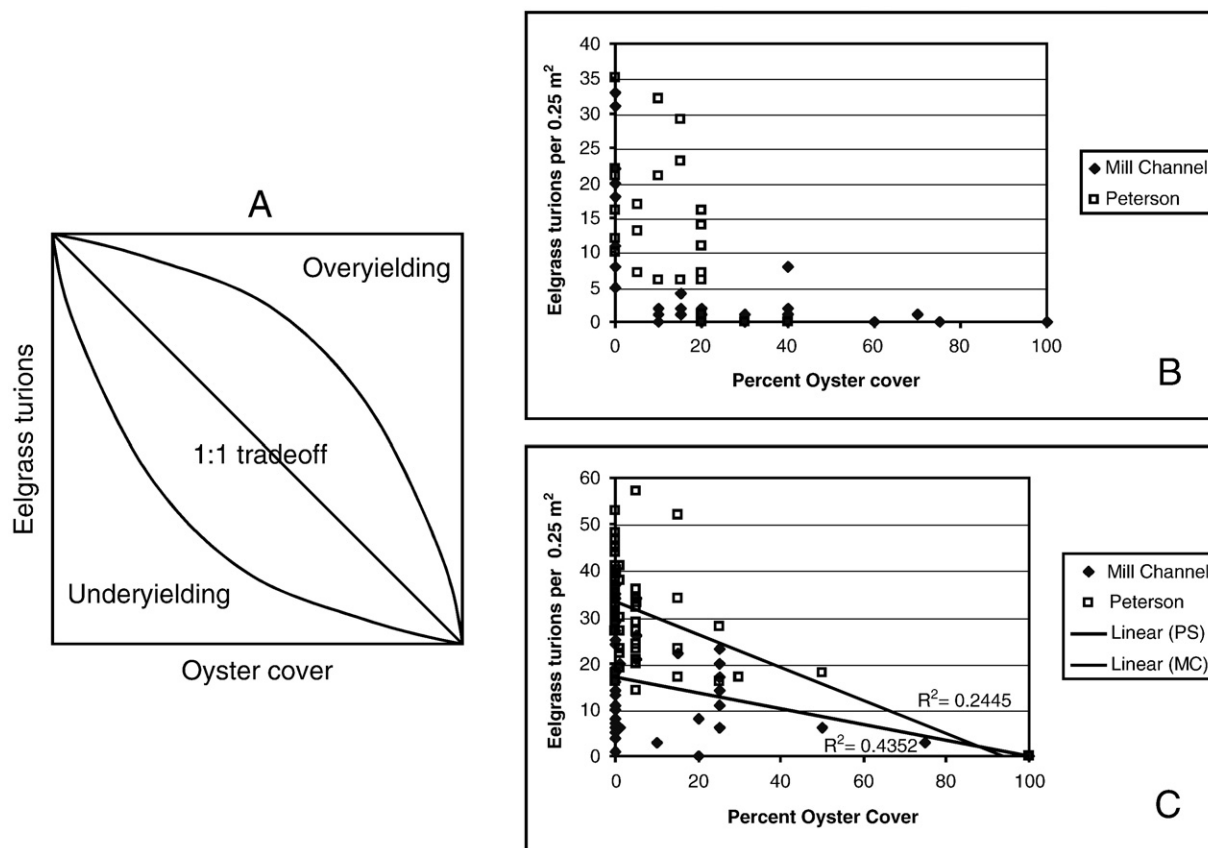 A
Eelgrass turions
Overyielding
1:1 tradeoff
Underyielding
Oyster cover
Eelgrass turions per 0.25 m²
40
35
30
25
20
15
10
5
0
0 20 40 60 80 100
Percent Oyster cover
Mill Channel
Peterson
B
Eelgrass turions per 0.25 m²
60
50
40
30
20
10
0
R²= 0.2445
R²= 0.4352
0 20 40 60 80 100
Percent Oyster Cover
Mill Channel
Peterson
Linear (PS)
Linear (MC)
C